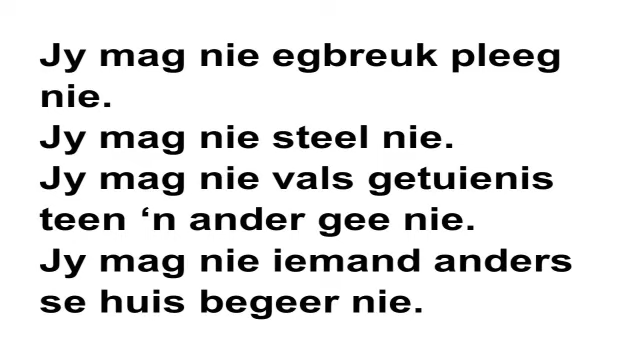 Jy mag nie egbreuk pleeg
nie.
Jy mag nie steel nie.
Jy mag nie vals getuienis
teen ‘n ander gee nie.
Jy mag nie iemand anders
se huis begeer nie.